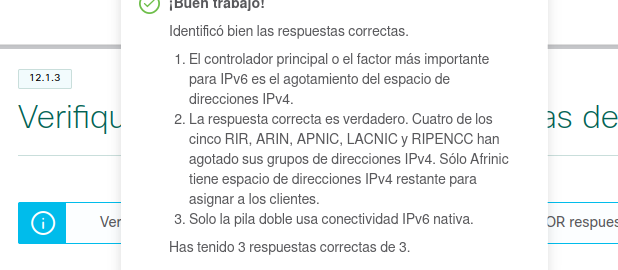 ¡Buen trabajo!
Identificó bien las respuestas correctas.
1. El controlador principal o el factor más importante
para IPv6 es el agotamiento del espacio de
direcciones IPv4.
2. La respuesta correcta es verdadero. Cuatro de los
cinco RIR, ARIN, APNIC, LACNIC y RIPENCC han
agotado sus grupos de direcciones IPv4. Sólo Afrinic
tiene espacio de direcciones IPv4 restante para
asignar a los clientes.
3. Solo la pila doble usa conectividad IPv6 nativa.
Has tenido 3 respuestas correctas de 3.
12.1.3
Verifiqu
as de
Ver
OR respues